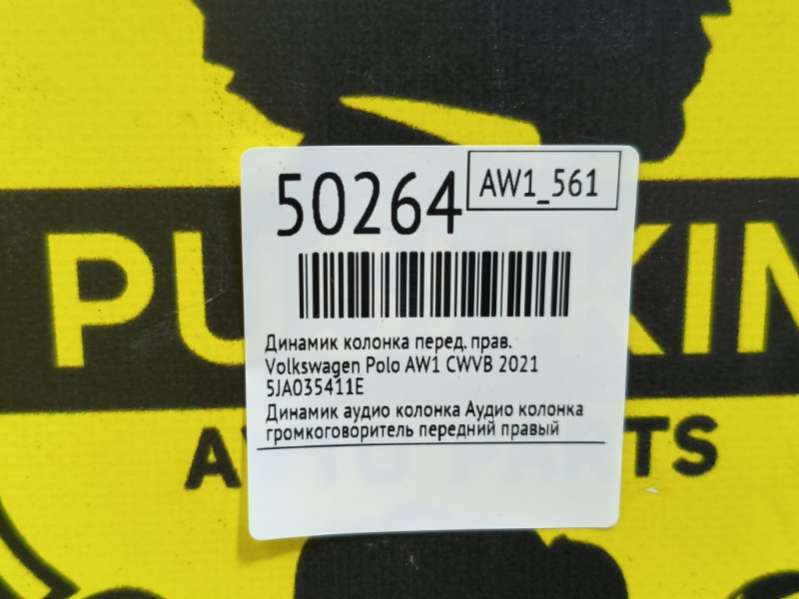 50264
AW1_561
Динамик колонка перед. прав.
Volkswagen Polo AW1 CWVB 2021
5JA035411E
Динамик аудио колонка Аудио колонка
громкоговоритель передний правый